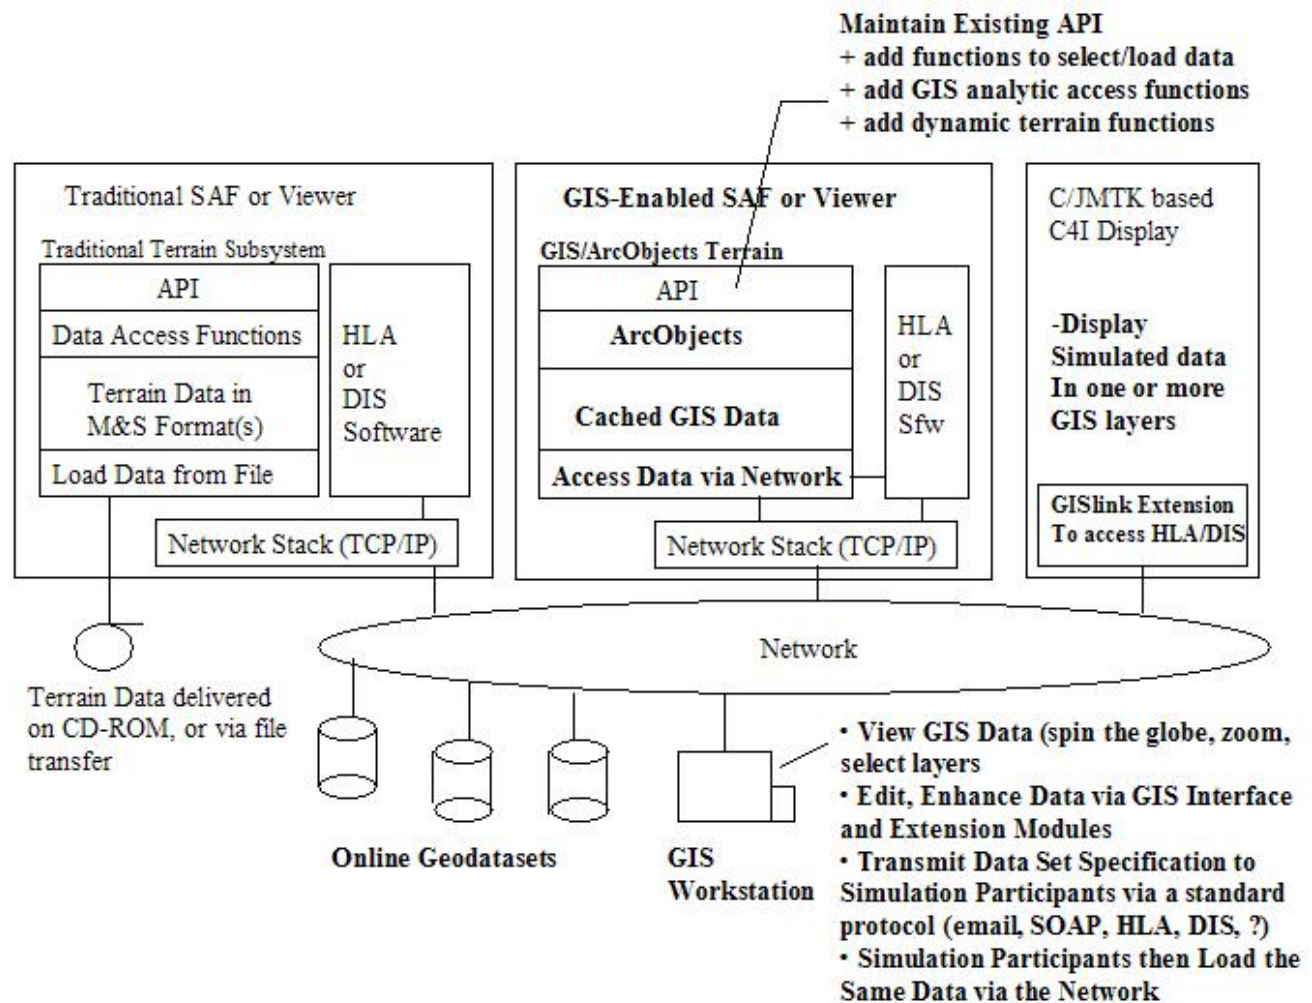 Maintain Existing API
+ add functions to select/load data
+ add GIS analytic access functions
+ add dynamic terrain functions
Traditional SAF or Viewer
Traditional Terrain Subsystem
API
Data Access Functions
Terrain Data in
M&S Format(s)
Load Data from File
HLA
or
DIS
Software
Network Stack (TCP/IP)
GIS-Enabled SAF or Viewer
GIS/ArcObjects Terrain
API
ArcObjects
Cached GIS Data
Access Data via Network
HLA
or
DIS
Sfw
Network Stack (TCP/IP)
C/JMTK based
C4I Display
-Display
Simulated data
In one or more
GIS layers
GISlink Extension
To access HLA/DIS
Network
Terrain Data delivered
on CD-ROM, or via file
transfer
Online Geodatasets
GIS
Workstation
• View GIS Data (spin the globe, zoom,
select layers
• Edit, Enhance Data via GIS Interface
and Extension Modules
• Transmit Data Set Specification to
Simulation Participants via a standard
protocol (email, SOAP, HLA, DIS, ?)
• Simulation Participants then Load the
Same Data via the Network